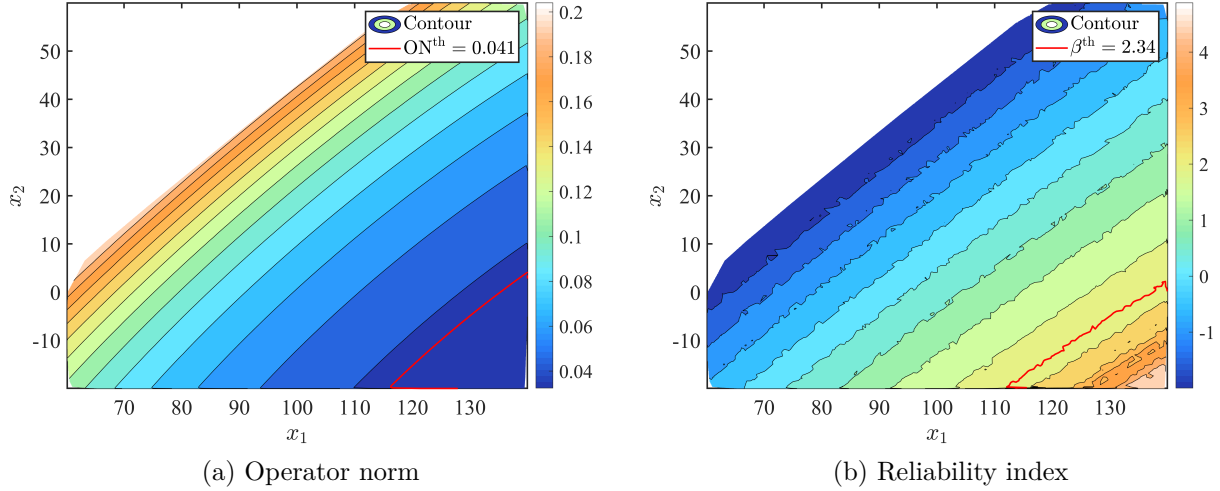 Contour
ON^th = 0.041
50
40
30
20
10
0
-10
x_2
70 80 90 100 110 120 130
x_1
0.2
0.18
0.16
0.14
0.12
0.1
0.08
0.06
0.04
(a) Operator norm
Contour
β^th = 2.34
50
40
30
20
10
0
-10
x_2
70 80 90 100 110 120 130
x_1
4
3
2
1
0
-1
(b) Reliability index